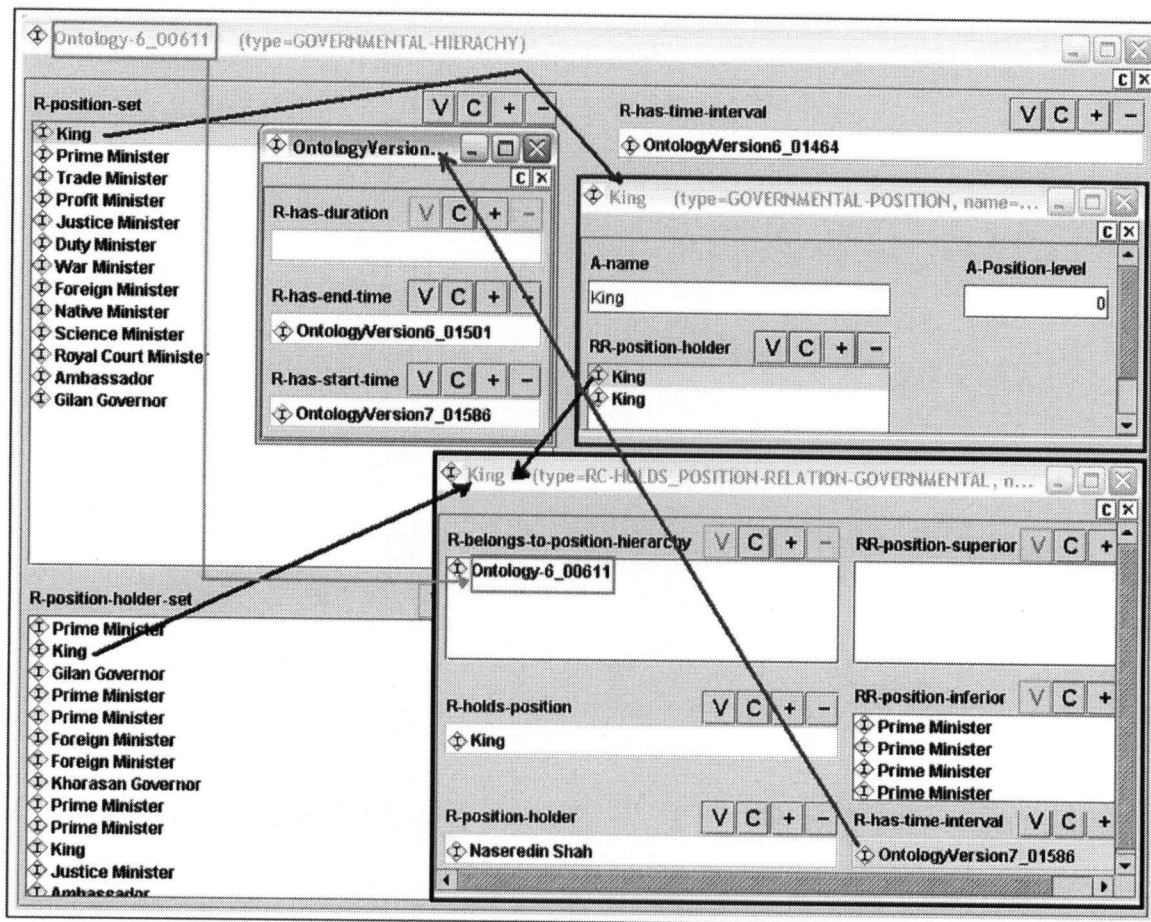 Ontology-6_00611 (type=GOVERNMENTAL-HIERACHY)
C
R-position-set V C + -
King
Prime Minister
Trade Minister
Profit Minister
Justice Minister
Duty Minister
War Minister
Foreign Minister
Native Minister
Science Minister
Royal Court Minister
Ambassador
Gilan Governor
R-has-time-interval V C + -
OntologyVersion6_01464
OntologyVersion...
C
R-has-duration V C + -
R-has-end-time V C + -
OntologyVersion6_01501
R-has-start-time V C + -
OntologyVersion7_01586
King (type=GOVERNMENTAL-POSITION, name=...
C
A-name A-Position-level
King 0
RR-position-holder V C + -
King
King
R-position-holder-set
Prime Minister
King
Gilan Governor
Prime Minister
Prime Minister
Foreign Minister
Foreign Minister
Khorasan Governor
Prime Minister
Prime Minister
King
Justice Minister
Ambassador
King (type=RC-HOLDS_POSITION-RELATION-GOVERNMENTAL, n...
C
R-belongs-to-position-hierarchy V C + -
Ontology-6_00611
RR-position-superior V C +
R-holds-position V C + -
King
RR-position-inferior V C +
Prime Minister
Prime Minister
Prime Minister
Prime Minister
R-position-holder V C + -
Naseredin Shah
R-has-time-interval V C +
OntologyVersion7_01586